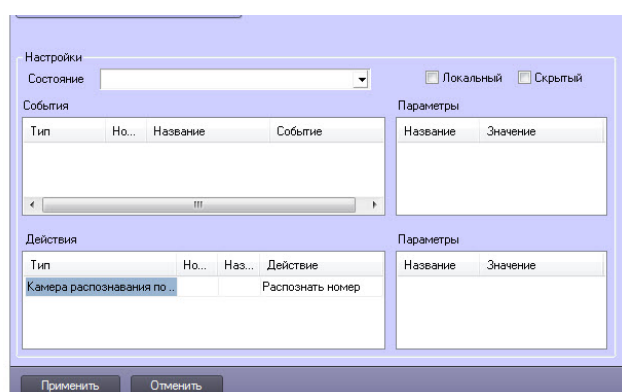 Настройки
Состояние Локальный Скрытый
События Параметры
Тип Но... Название Событие Название Значение
Действия Параметры
Тип Но... Наз... Действие Название Значение
Камера распознавания по ... Распознать номер
Применить Отменить